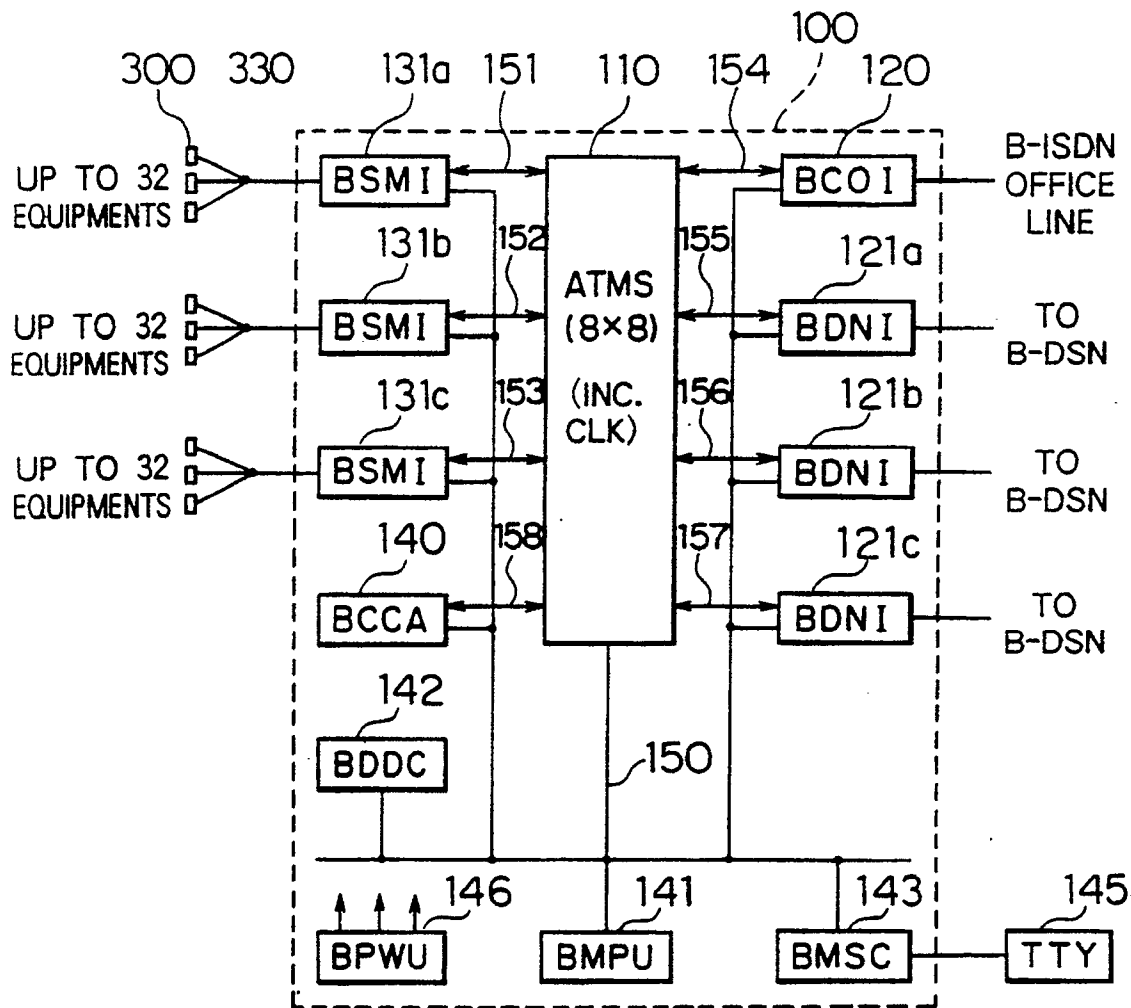 100
300 330 131a 151 110 154 120
UP TO 32
EQUIPMENTS
BSMI
BCOI
B-ISDN
OFFICE
LINE
131b 152 155 121a
UP TO 32
EQUIPMENTS
BSMI
ATMS
(8×8)
(INC.
CLK)
BDNI
TO
B-DSN
131c 153 156 121b
UP TO 32
EQUIPMENTS
BSMI
BDNI
TO
B-DSN
140 158 157 121c
BCCA
BDNI
TO
B-DSN
142
BDDC
150
146 141 143 145
BPWU BMPU BMSC TTY